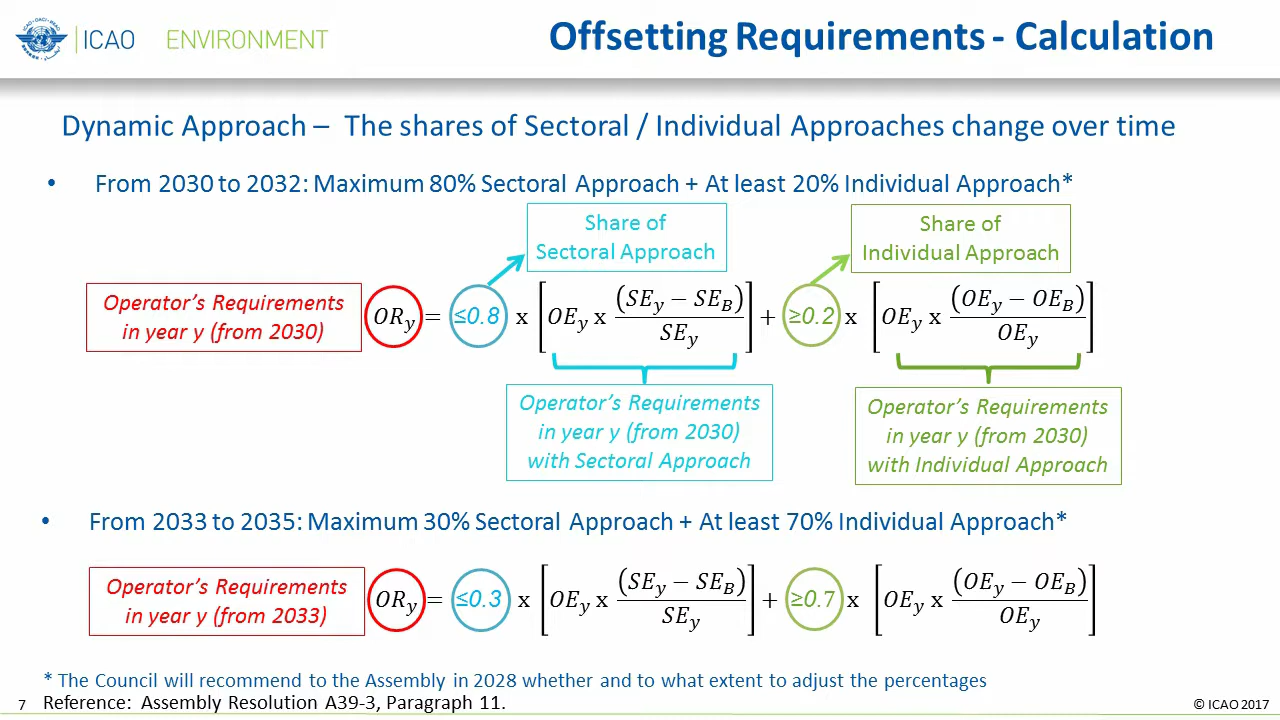 ICAO ENVIRONMENT
Offsetting Requirements - Calculation
Dynamic Approach – The shares of Sectoral / Individual Approaches change over time
• From 2030 to 2032: Maximum 80% Sectoral Approach + At least 20% Individual Approach*
Share of
Sectoral Approach
Share of
Individual Approach
Operator's Requirements
in year y (from 2030)
OR_y = ≤0.8 x [OE_y x (SE_y − SE_B) / SE_y] + ≥0.2 x [OE_y x (OE_y − OE_B) / OE_y]
Operator's Requirements
in year y (from 2030)
with Sectoral Approach
Operator's Requirements
in year y (from 2030)
with Individual Approach
• From 2033 to 2035: Maximum 30% Sectoral Approach + At least 70% Individual Approach*
Operator's Requirements
in year y (from 2033)
OR_y = ≤0.3 x [OE_y x (SE_y − SE_B) / SE_y] + ≥0.7 x [OE_y x (OE_y − OE_B) / OE_y]
* The Council will recommend to the Assembly in 2028 whether and to what extent to adjust the percentages
7 Reference: Assembly Resolution A39-3, Paragraph 11.
© ICAO 2017